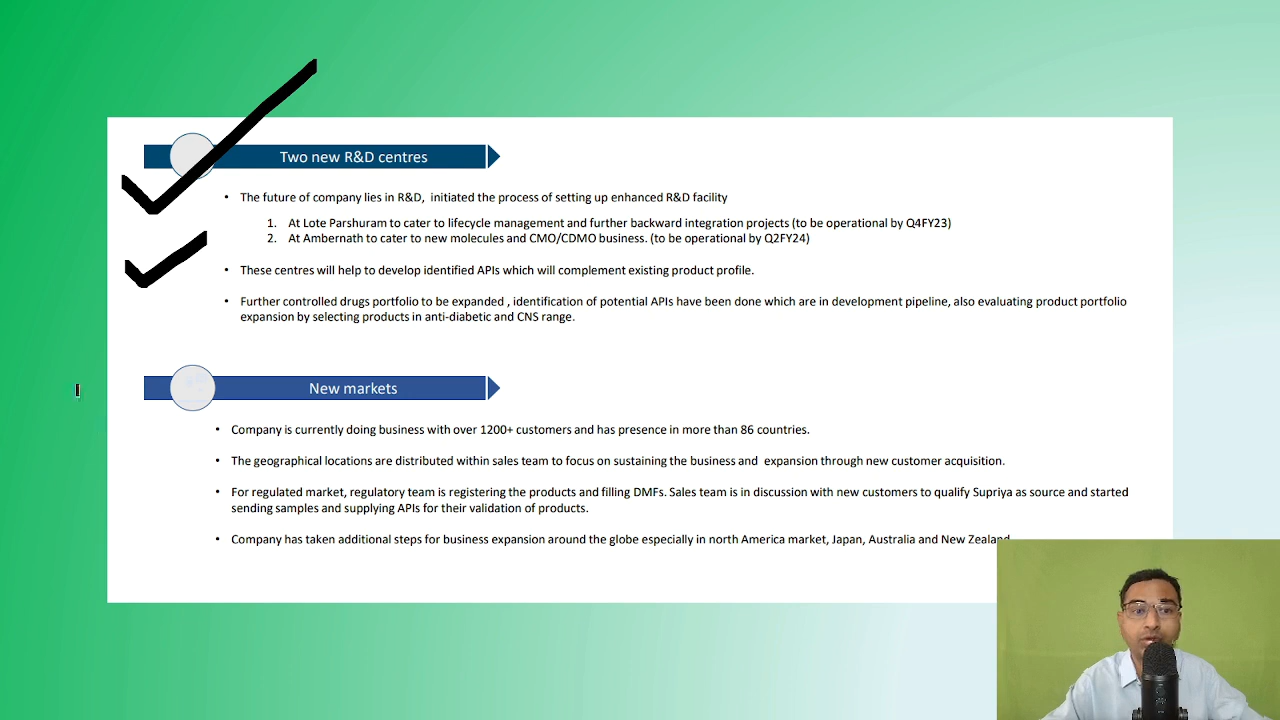 Two new R&D centres
• The future of company lies in R&D,  initiated the process of setting up enhanced R&D facility
1. At Lote Parshuram to cater to lifecycle management and further backward integration projects (to be operational by Q4FY23)
2. At Ambernath to cater to new molecules and CMO/CDMO business. (to be operational by Q2FY24)
• These centres will help to develop identified APIs which will complement existing product profile.
• Further controlled drugs portfolio to be expanded , identification of potential APIs have been done which are in development pipeline, also evaluating product portfolio
expansion by selecting products in anti-diabetic and CNS range.
New markets
• Company is currently doing business with over 1200+ customers and has presence in more than 86 countries.
• The geographical locations are distributed within sales team to focus on sustaining the business and  expansion through new customer acquisition.
• For regulated market, regulatory team is registering the products and filling DMFs. Sales team is in discussion with new customers to qualify Supriya as source and started
sending samples and supplying APIs for their validation of products.
• Company has taken additional steps for business expansion around the globe especially in north America market, Japan, Australia and New Zealand